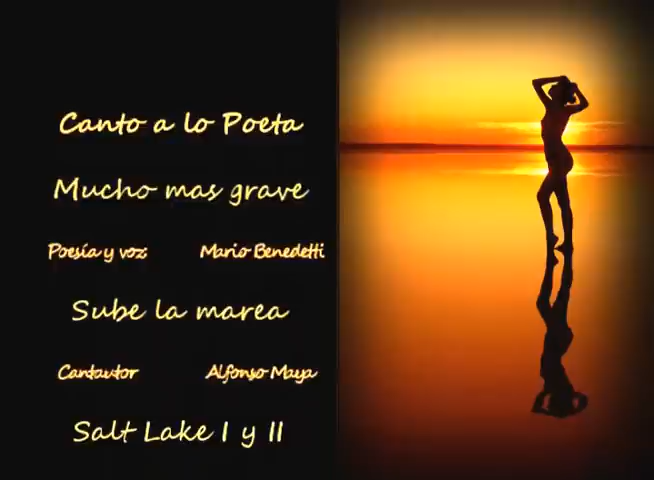 Canto a lo Poeta
Mucho mas grave
Poesía y voz: Mario Benedetti
Sube la marea
Cantautor Alfonso Maya
Salt Lake I y II